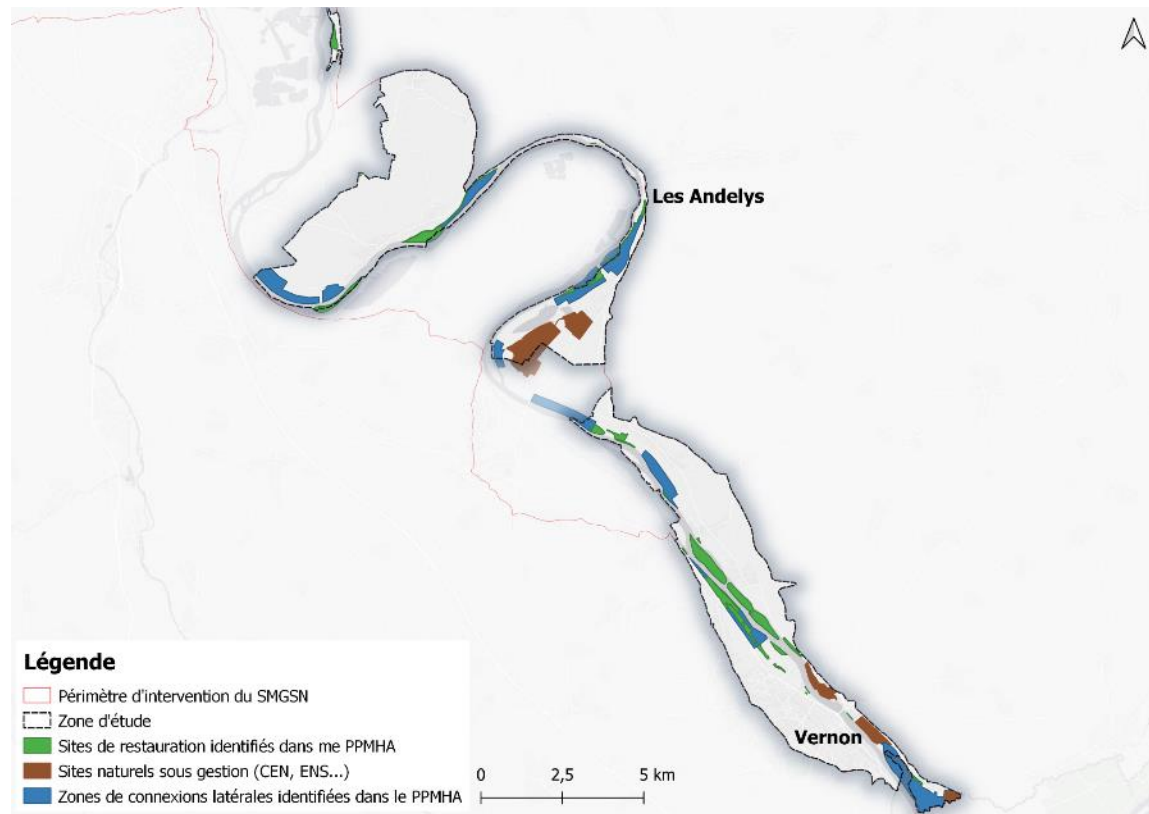 Les Andelys
Vernon
Légende
Périmètre d'intervention du SMGSN
Zone d'étude
Sites de restauration identifiés dans me PPMHA
Sites naturels sous gestion (CEN, ENS...)
Zones de connexions latérales identifiées dans le PPMHA
0 2,5 5 km